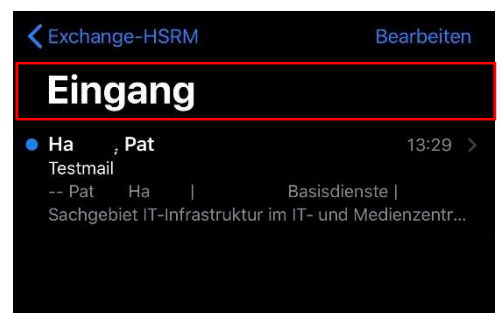 Exchange-HSRM Bearbeiten
Eingang
Ha , Pat 13:29
Testmail
-- Pat Ha | Basisdienste |
Sachgebiet IT-Infrastruktur im IT- und Medienzentr...